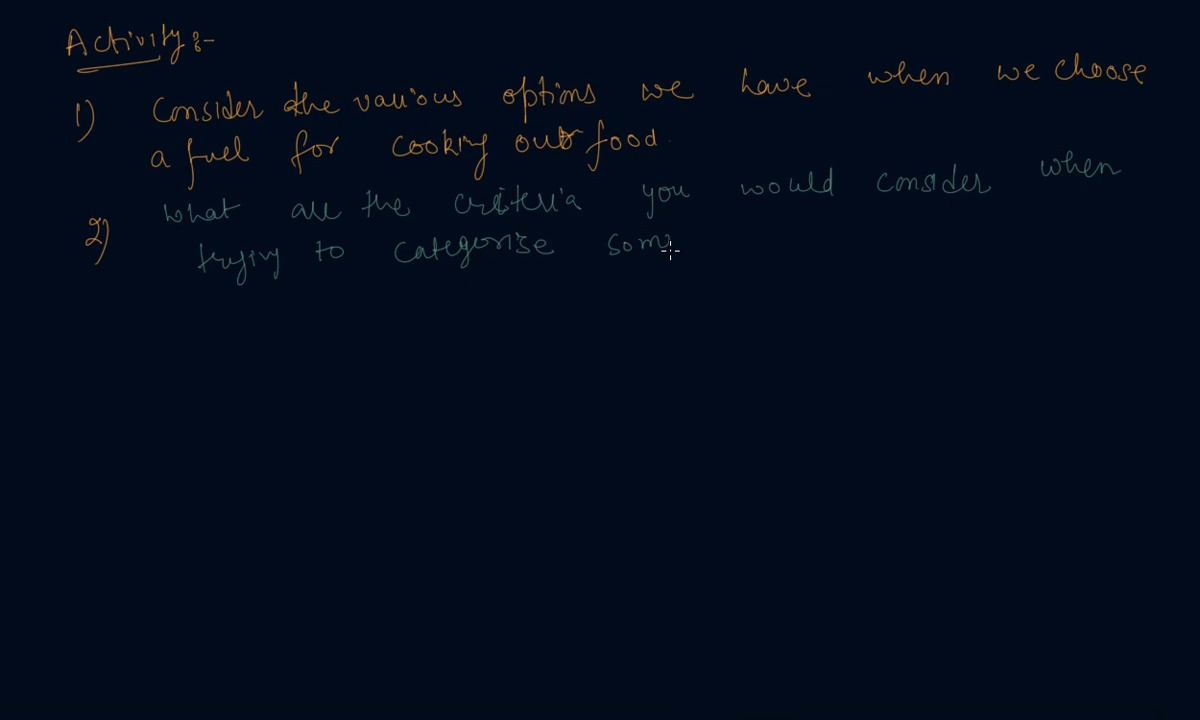 Activity :-
1) Consider the various options we have when we choose
a fuel for cooking our food.
2) What are the criteria you would consider when
trying to categorise som